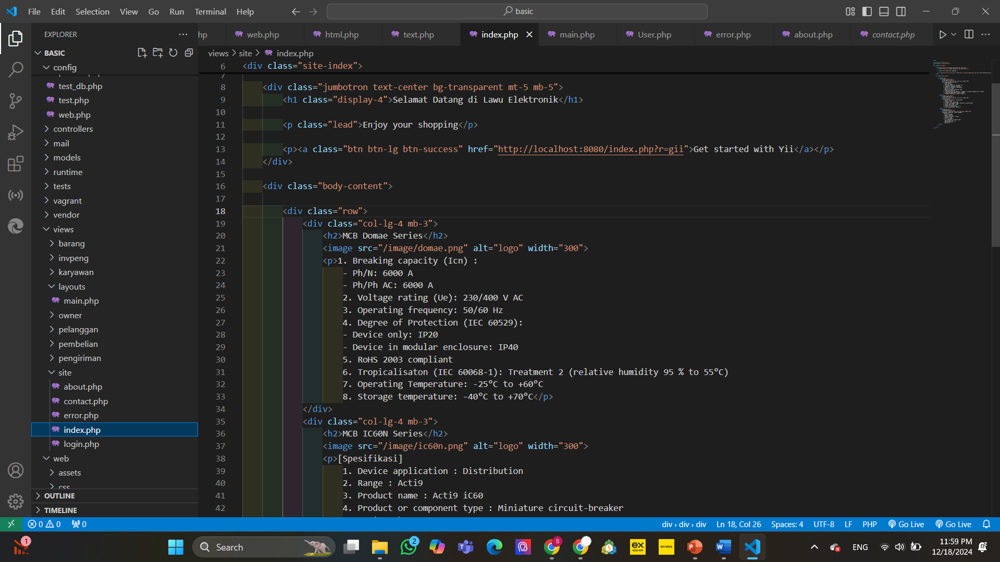 File Edit Selection View Go Run Terminal Help
basic
EXPLORER
hp web.php html.php text.php index.php main.php User.php error.php about.php contact.php
BASIC
views > site > index.php
config
test_db.php
test.php
web.php
controllers
mail
models
runtime
tests
vagrant
vendor
views
barang
invpeng
karyawan
layouts
main.php
owner
pelanggan
pembelian
pengiriman
site
about.php
contact.php
error.php
index.php
login.php
web
assets
css
OUTLINE
TIMELINE
6 <div class="site-index">
7
8 <div class="jumbotron text-center bg-transparent mt-5 mb-5">
9 <h1 class="display-4">Selamat Datang di Lawu Elektronik</h1>
10
11 <p class="lead">Enjoy your shopping</p>
12
13 <p><a class="btn btn-lg btn-success" href="http://localhost:8080/index.php?r=gii">Get started with Yii</a></p>
14 </div>
15
16 <div class="body-content">
17
18 <div class="row">
19 <div class="col-lg-4 mb-3">
20 <h2>MCB Domae Series</h2>
21 <image src="/image/domae.png" alt="logo" width="300">
22 <p>1. Breaking capacity (Icn) :
23 - Ph/N: 6000 A
24 - Ph/Ph AC: 6000 A
25 2. Voltage rating (Ue): 230/400 V AC
26 3. Operating frequency: 50/60 Hz
27 4. Degree of Protection (IEC 60529):
28 - Device only: IP20
29 - Device in modular enclosure: IP40
30 5. RoHS 2003 compliant
31 6. Tropicalisaton (IEC 60068-1): Treatment 2 (relative humidity 95 % to 55ºC)
32 7. Operating Temperature: -25ºC to +60ºC
33 8. Storage temperature: -40ºC to +70ºC</p>
34 </div>
35 <div class="col-lg-4 mb-3">
36 <h2>MCB IC60N Series</h2>
37 <image src="/image/ic60n.png" alt="logo" width="300">
38 <p>[Spesifikasi]
39 1. Device application : Distribution
40 2. Range : Acti9
41 3. Product name : Acti9 iC60
42 4. Product or component type : Miniature circuit-breaker
0 0 0 div > div > div Ln 18, Col 26 Spaces: 4 UTF-8 LF PHP Go Live Go Live
1 Search 2 S ENG 11:59 PM
12/18/2024